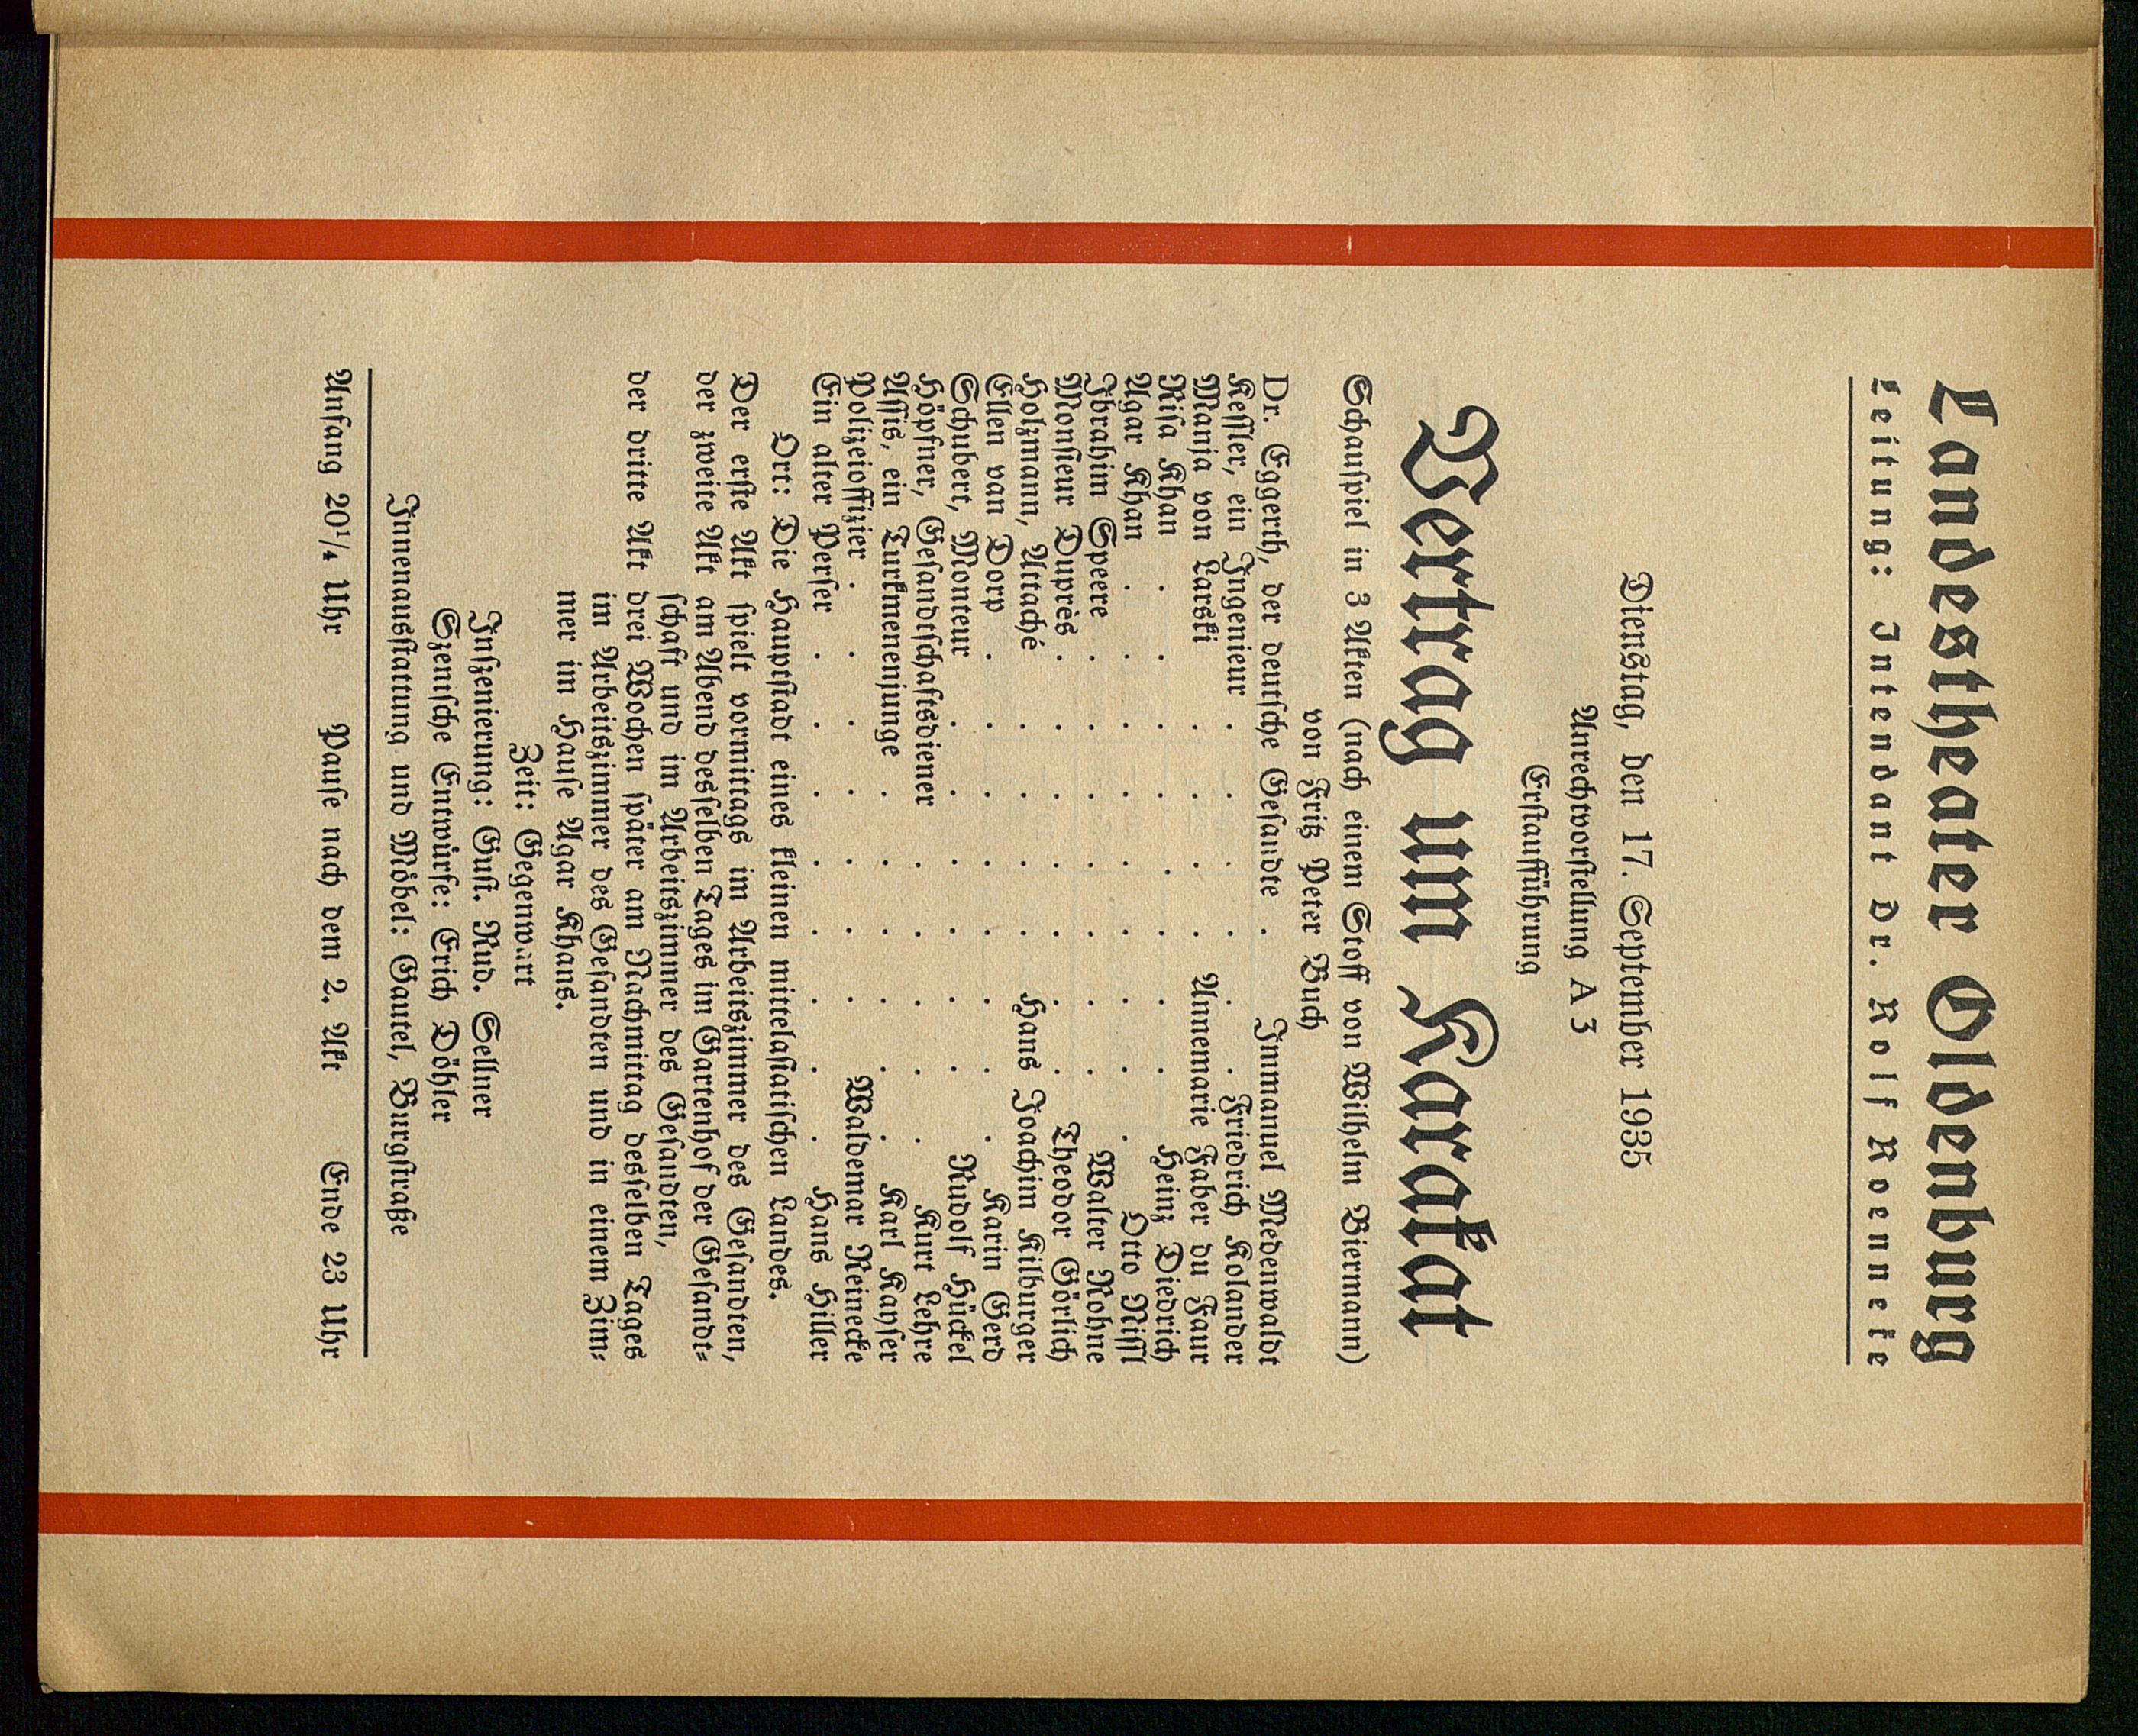 Landestheater Oldenburg
Leitung: Intendant Dr. Rolf Roenneke
Dienstag, den 17. September 1935
Anrechtvorstellung A 3
Erstaufführung
Vertrag um Karakat
Schauspiel in 3 Akten (nach einem Stoff von Wilhelm Biermann)
von Fritz Peter Buch
Dr. Eggerth, der deutsche Gesandte . Immanuel Medenwaldt
Kessler, ein Ingenieur . . . . . . Friedrich Kolander
Manja von Larski . . . Annemarie Faber du Faur
Risa Khan . . . . . . . Heinz Diedrich
Agar Khan . . . . . . . . . Otto Nissl
Ibrahim Speere . . . . . . . Walter Rohne
Monsieur Duprès . . . . . . . Theodor Görlich
Holzmann, Attaché . . . . Hans Joachim Kilburger
Ellen van Dorp . . . . . . . . Karin Gerd
Schubert, Monteur . . . . . . Rudolf Hückel
Höpfner, Gesandtschaftsdiener . . . . Kurt Lehre
Assis, ein Turkmenenjunge . . . . . . Karl Kayser
Polizeioffizier . . . . . . . Waldemar Reinecke
Ein alter Perser . . . . . . . . Hans Hiller
Ort: Die Hauptstadt eines kleinen mittelasiatischen Landes.
Der erste Akt spielt vormittags im Arbeitszimmer des Gesandten,
der zweite Akt am Abend desselben Tages im Gartenhof der Gesandt-
schaft und im Arbeitszimmer des Gesandten,
der dritte Akt drei Wochen später am Nachmittag desselben Tages
im Arbeitszimmer des Gesandten und in einem Zim-
mer im Hause Agar Khans.
Zeit: Gegenwart
Inszenierung: Gust. Rud. Sellner
Szenische Entwürfe: Erich Döhler
Innenausstattung und Möbel: Gautel, Burgstraße
Anfang 20¹/₄ Uhr Pause nach dem 2. Akt Ende 23 Uhr